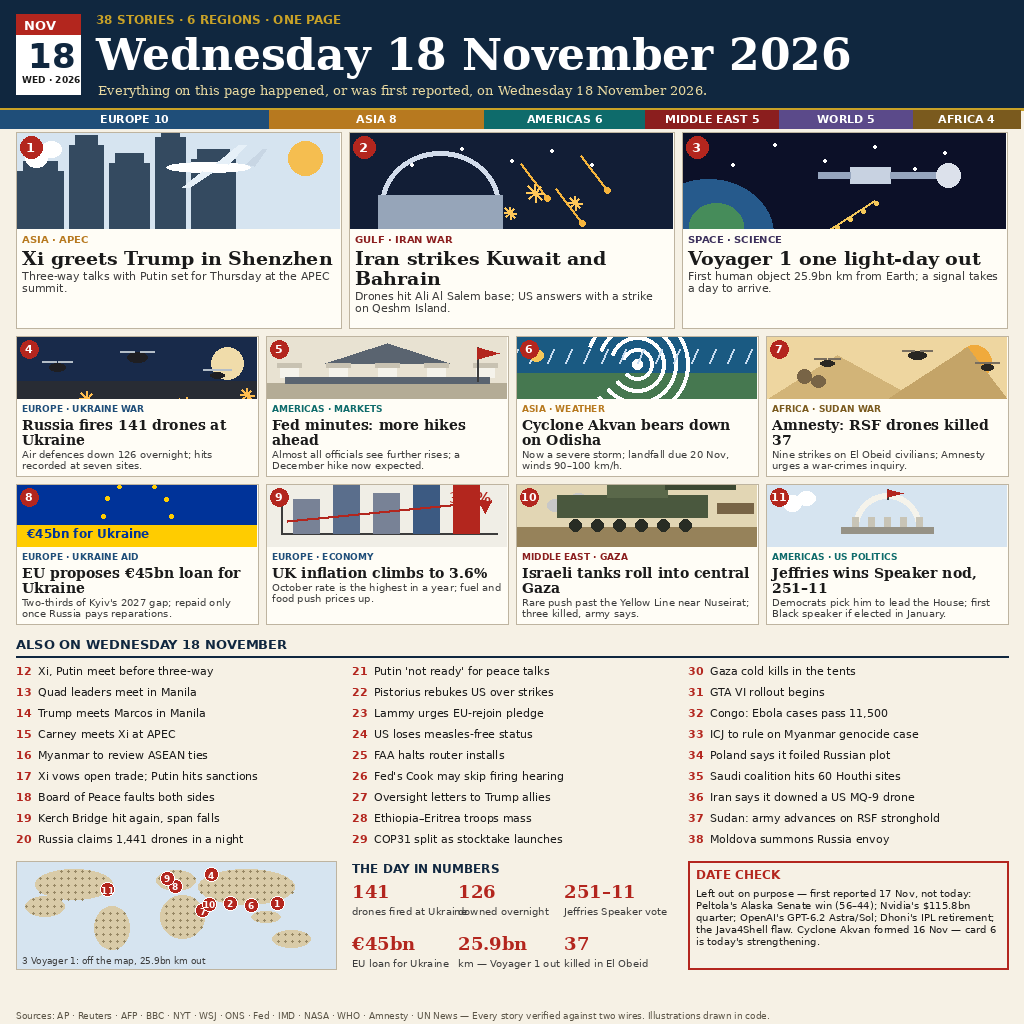 NOV
18
WED · 2026
38 STORIES · 6 REGIONS · ONE PAGE
Wednesday 18 November 2026
Everything on this page happened, or was first reported, on Wednesday 18 November 2026.
EUROPE 10
ASIA 8
AMERICAS 6
MIDDLE EAST 5
WORLD 5
AFRICA 4
1
ASIA · APEC
Xi greets Trump in Shenzhen
Three-way talks with Putin set for Thursday at the APEC
summit.
2
GULF · IRAN WAR
Iran strikes Kuwait and
Bahrain
Drones hit Ali Al Salem base; US answers with a strike
on Qeshm Island.
3
SPACE · SCIENCE
Voyager 1 one light-day out
First human object 25.9bn km from Earth; a signal takes
a day to arrive.
4
EUROPE · UKRAINE WAR
Russia fires 141 drones at
Ukraine
Air defences down 126 overnight; hits
recorded at seven sites.
5
AMERICAS · MARKETS
Fed minutes: more hikes
ahead
Almost all officials see further rises; a
December hike now expected.
6
ASIA · WEATHER
Cyclone Akvan bears down
on Odisha
Now a severe storm; landfall due 20 Nov,
winds 90–100 km/h.
7
AFRICA · SUDAN WAR
Amnesty: RSF drones killed
37
Nine strikes on El Obeid civilians; Amnesty
urges a war-crimes inquiry.
8
€45bn for Ukraine
EUROPE · UKRAINE AID
EU proposes €45bn loan for
Ukraine
Two-thirds of Kyiv's 2027 gap; repaid only
once Russia pays reparations.
9
EUROPE · ECONOMY
UK inflation climbs to 3.6%
October rate is the highest in a year; fuel and
food push prices up.
10
MIDDLE EAST · GAZA
Israeli tanks roll into central
Gaza
Rare push past the Yellow Line near Nuseirat;
three killed, army says.
11
AMERICAS · US POLITICS
Jeffries wins Speaker nod,
251–11
Democrats pick him to lead the House; first
Black speaker if elected in January.
ALSO ON WEDNESDAY 18 NOVEMBER
12 Xi, Putin meet before three-way
13 Quad leaders meet in Manila
14 Trump meets Marcos in Manila
15 Carney meets Xi at APEC
16 Myanmar to review ASEAN ties
17 Xi vows open trade; Putin hits sanctions
18 Board of Peace faults both sides
19 Kerch Bridge hit again, span falls
20 Russia claims 1,441 drones in a night
21 Putin 'not ready' for peace talks
22 Pistorius rebukes US over strikes
23 Lammy urges EU-rejoin pledge
24 US loses measles-free status
25 FAA halts router installs
26 Fed's Cook may skip firing hearing
27 Oversight letters to Trump allies
28 Ethiopia–Eritrea troops mass
29 COP31 split as stocktake launches
30 Gaza cold kills in the tents
31 GTA VI rollout begins
32 Congo: Ebola cases pass 11,500
33 ICJ to rule on Myanmar genocide case
34 Poland says it foiled Russian plot
35 Saudi coalition hits 60 Houthi sites
36 Iran says it downed a US MQ-9 drone
37 Sudan: army advances on RSF stronghold
38 Moldova summons Russia envoy
11
9
8
4
7
10
2
6
1
3 Voyager 1: off the map, 25.9bn km out
THE DAY IN NUMBERS
141
drones fired at Ukraine
126
downed overnight
251–11
Jeffries Speaker vote
€45bn
EU loan for Ukraine
25.9bn
km — Voyager 1 out
37
killed in El Obeid
DATE CHECK
Left out on purpose — first reported 17 Nov, not today:
Peltola's Alaska Senate win (56–44); Nvidia's $115.8bn
quarter; OpenAI's GPT-6.2 Astra/Sol; Dhoni's IPL retirement;
the Java4Shell flaw. Cyclone Akvan formed 16 Nov — card 6
is today's strengthening.
Sources: AP · Reuters · AFP · BBC · NYT · WSJ · ONS · Fed · IMD · NASA · WHO · Amnesty · UN News — Every story verified against two wires. Illustrations drawn in code.